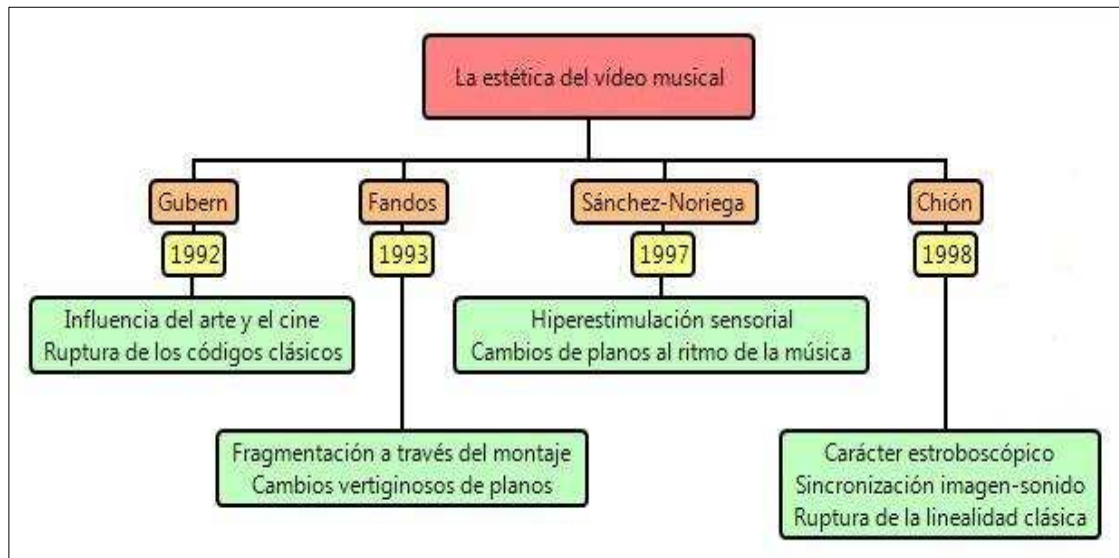 La estética del vídeo musical
Gubern
Fandos
Sánchez-Noriega
Chión
1992
1993
1997
1998
Influencia del arte y el cine
Ruptura de los códigos clásicos
Hiperestimulación sensorial
Cambios de planos al ritmo de la música
Fragmentación a través del montaje
Cambios vertiginosos de planos
Carácter estroboscópico
Sincronización imagen-sonido
Ruptura de la linealidad clásica